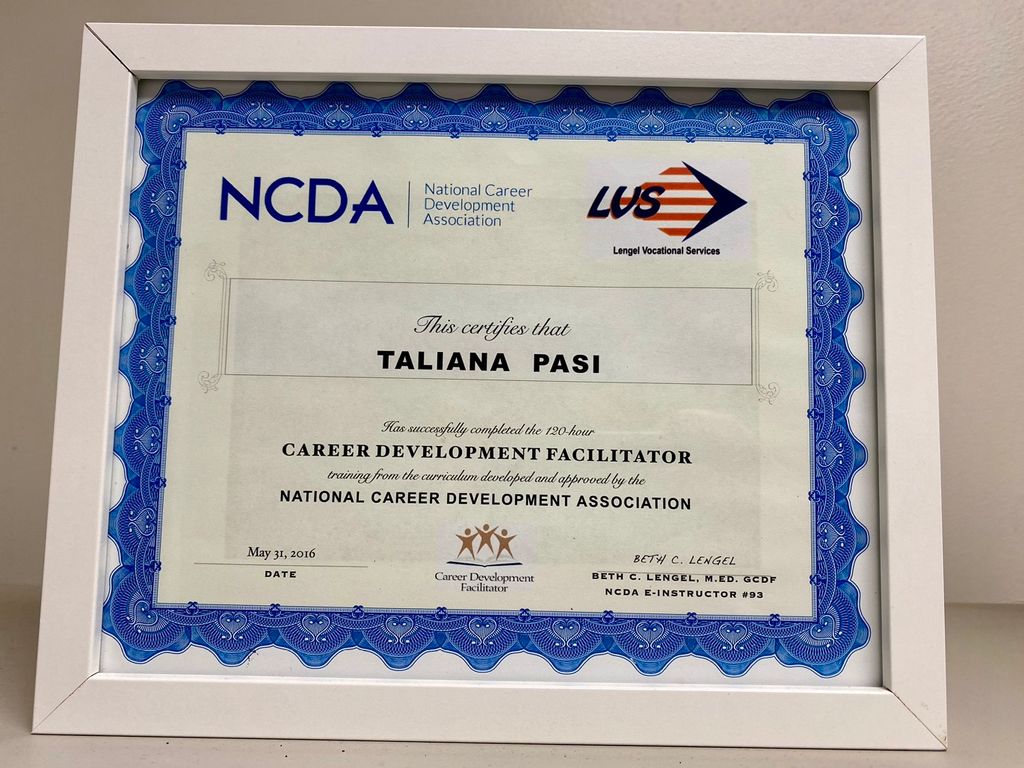 NCDA
National Career
Development
Association
LVS
Lengel Vocational Services
This certifies that
TALIANA PASI
Has successfully completed the 120-hour
CAREER DEVELOPMENT FACILITATOR
training from the curriculum developed and approved by the
NATIONAL CAREER DEVELOPMENT ASSOCIATION
May 31, 2016
DATE
Career Development
Facilitator
BETH C. LENGEL
BETH C. LENGEL, M.ED. GCDF
NCDA E-INSTRUCTOR #93